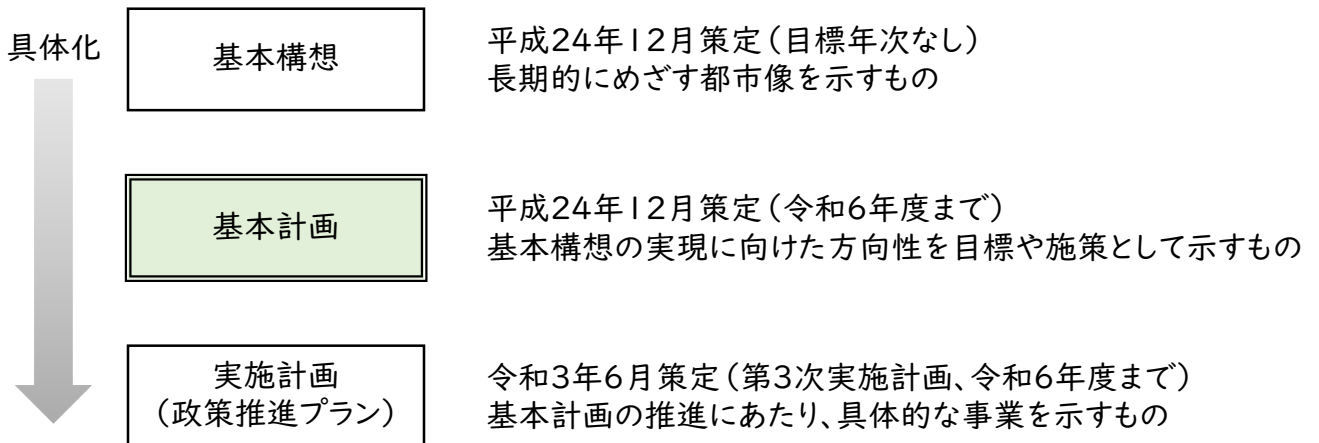 具体化
基本構想
平成24年12月策定(目標年次なし)
長期的にめざす都市像を示すもの
基本計画
平成24年12月策定(令和6年度まで)
基本構想の実現に向けた方向性を目標や施策として示すもの
実施計画
(政策推進プラン)
令和3年6月策定(第3次実施計画、令和6年度まで)
基本計画の推進にあたり、具体的な事業を示すもの